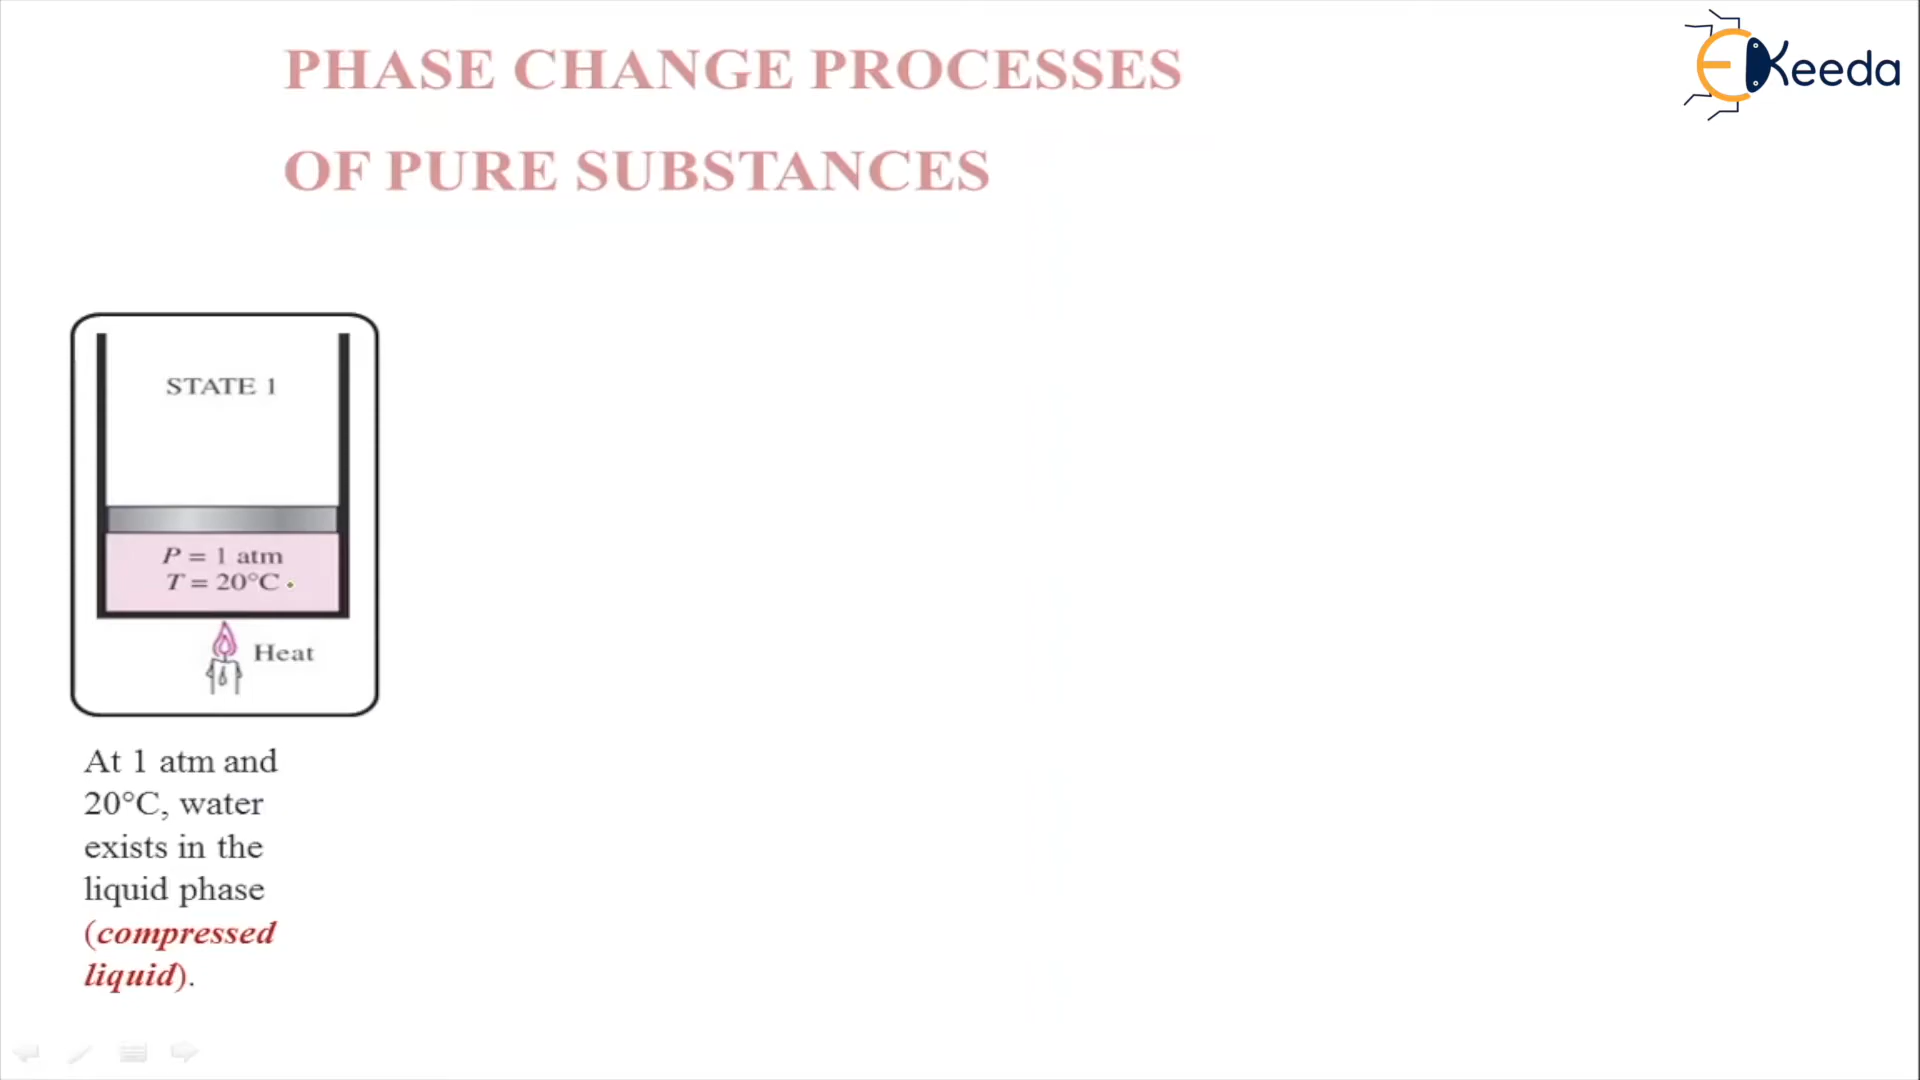 PHASE CHANGE PROCESSES
OF PURE SUBSTANCES
EKeeda
STATE 1
P = 1 atm
T = 20°C
Heat
At 1 atm and
20°C, water
exists in the
liquid phase
(compressed
liquid).